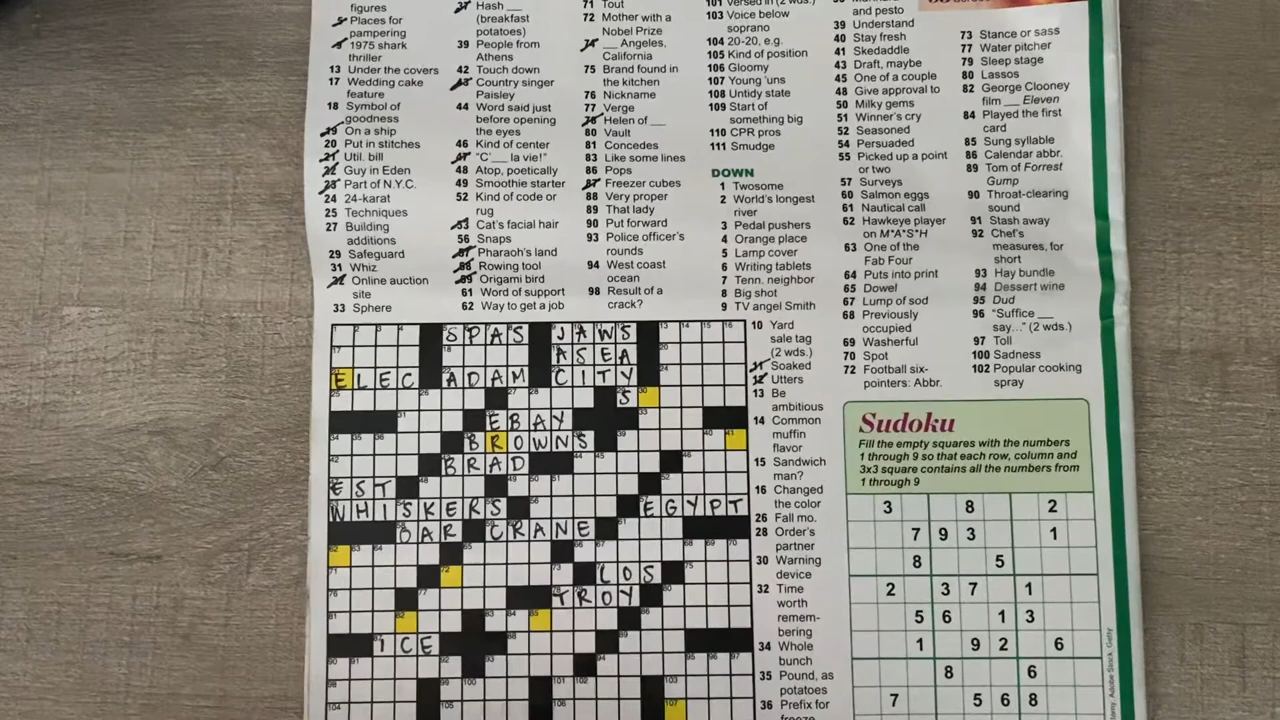 figures
5 Places for
pampering
9 1975 shark
thriller
13 Under the covers
17 Wedding cake
feature
18 Symbol of
goodness
19 On a ship
20 Put in stitches
21 Util. bill
22 Guy in Eden
23 Part of N.Y.C.
24 24-karat
25 Techniques
27 Building
additions
29 Safeguard
31 Whiz
32 Online auction
site
33 Sphere
37 Hash __
(breakfast
potatoes)
39 People from
Athens
42 Touch down
43 Country singer
Paisley
44 Word said just
before opening
the eyes
46 Kind of center
47 "C'__ la vie!"
48 Atop, poetically
49 Smoothie starter
52 Kind of code or
rug
53 Cat's facial hair
56 Snaps
57 Pharaoh's land
58 Rowing tool
59 Origami bird
61 Word of support
62 Way to get a job
71 Tout
72 Mother with a
Nobel Prize
74 __ Angeles,
California
75 Brand found in
the kitchen
76 Nickname
77 Verge
78 Helen of __
80 Vault
81 Concedes
83 Like some lines
86 Pops
87 Freezer cubes
88 Very proper
89 That lady
90 Put forward
93 Police officer's
rounds
94 West coast
ocean
98 Result of a
crack?
101 Versed in (2 wds.)
103 Voice below
soprano
104 20-20, e.g.
105 Kind of position
106 Gloomy
107 Young 'uns
108 Untidy state
109 Start of
something big
110 CPR pros
111 Smudge
DOWN
1 Twosome
2 World's longest
river
3 Pedal pushers
4 Orange place
5 Lamp cover
6 Writing tablets
7 Tenn. neighbor
8 Big shot
9 TV angel Smith
10 Yard
sale tag
(2 wds.)
11 Soaked
12 Utters
13 Be
ambitious
14 Common
muffin
flavor
15 Sandwich
man?
16 Changed
the color
26 Fall mo.
28 Order's
partner
30 Warning
device
32 Time
worth
remem-
bering
34 Whole
bunch
35 Pound, as
potatoes
36 Prefix for
and pesto
39 Understand
40 Stay fresh
41 Skedaddle
43 Draft, maybe
45 One of a couple
48 Give approval to
50 Milky gems
51 Winner's cry
52 Seasoned
54 Persuaded
55 Picked up a point
or two
57 Surveys
60 Salmon eggs
61 Nautical call
62 Hawkeye player
on M*A*S*H
63 One of the
Fab Four
64 Puts into print
65 Dowel
67 Lump of sod
68 Previously
occupied
69 Washerful
70 Spot
72 Football six-
pointers: Abbr.
73 Stance or sass
77 Water pitcher
79 Sleep stage
80 Lassos
82 George Clooney
film __ Eleven
84 Played the first
card
85 Sung syllable
86 Calendar abbr.
89 Tom of Forrest
Gump
90 Throat-clearing
sound
91 Stash away
92 Chef's
measures, for
short
93 Hay bundle
94 Dessert wine
95 Dud
96 "Suffice __
say…" (2 wds.)
97 Toll
100 Sadness
102 Popular cooking
spray
SPAS JAWS
ASEA
ELEC ADAM CITY
S
EBAY
BROWNS
BRAD
EST
WHISKERS EGYPT
OAR CRANE
LOS
TROY
ICE
Sudoku
Fill the empty squares with the numbers
1 through 9 so that each row, column and
3x3 square contains all the numbers from
1 through 9
3 8 2
7 9 3 1
8 5
2 3 7 1
5 6 1 3
1 9 2 6
8 6
7 5 6 8